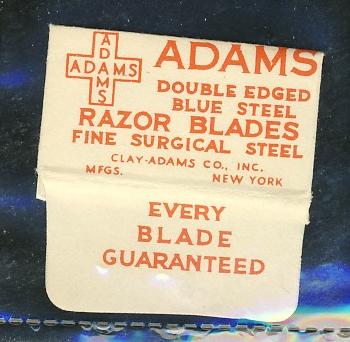 ADAMS
ADAMS
ADAMS
DOUBLE EDGED
BLUE STEEL
RAZOR BLADES
FINE SURGICAL STEEL
CLAY-ADAMS CO., INC.
MFGS. NEW YORK
EVERY
BLADE
GUARANTEED